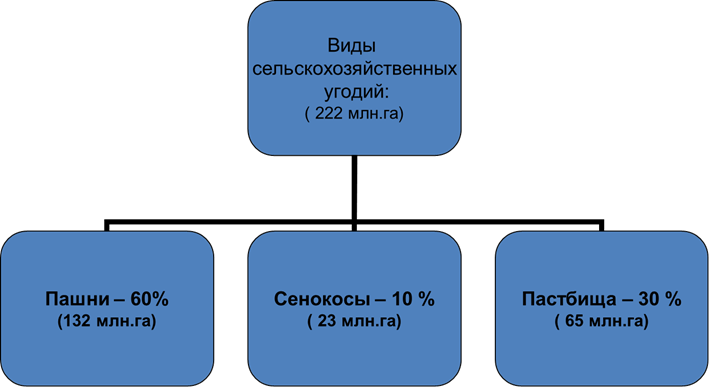 Виды
сельскохозяйственных
угодий:
( 222 млн.га)
Пашни – 60%
(132 млн.га)
Сенокосы – 10 %
( 23 млн.га)
Пастбища – 30 %
( 65 млн.га)